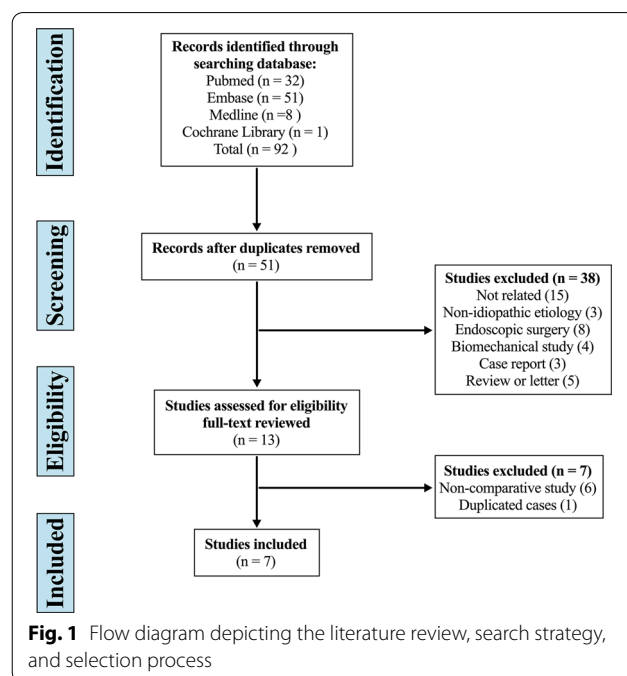 Identification
Records identified through
searching database:
Pubmed (n = 32)
Embase (n = 51)
Medline (n =8 )
Cochrane Library (n = 1)
Total (n = 92 )
Screening
Records after duplicates removed
(n = 51)
Studies excluded (n = 38)
Not related (15)
Non-idiopathic etiology (3)
Endoscopic surgery (8)
Biomechanical study (4)
Case report (3)
Review or letter (5)
Eligibility
Studies assessed for eligibility
full-text reviewed
(n = 13)
Studies excluded (n = 7)
Non-comparative study (6)
Duplicated cases (1)
Included
Studies included
(n = 7)
Fig. 1 Flow diagram depicting the literature review, search strategy,
and selection process